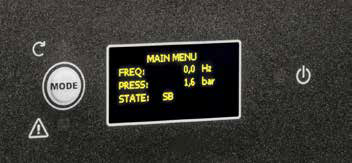 MODE
MAIN MENU
FREQ: 0,0 Hz
PRESS: 1,6 bar
STATE: SB